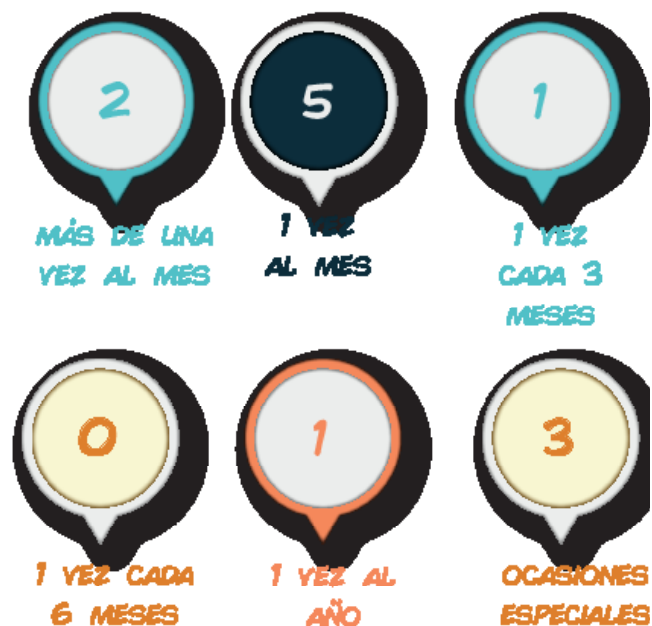 2
MÁS DE UNA
VEZ AL MES
5
1 VEZ
AL MES
1
1 VEZ
CADA 3
MESES
0
1 VEZ CADA
6 MESES
1
1 VEZ AL
AÑO
3
OCASIONES
ESPECIALES